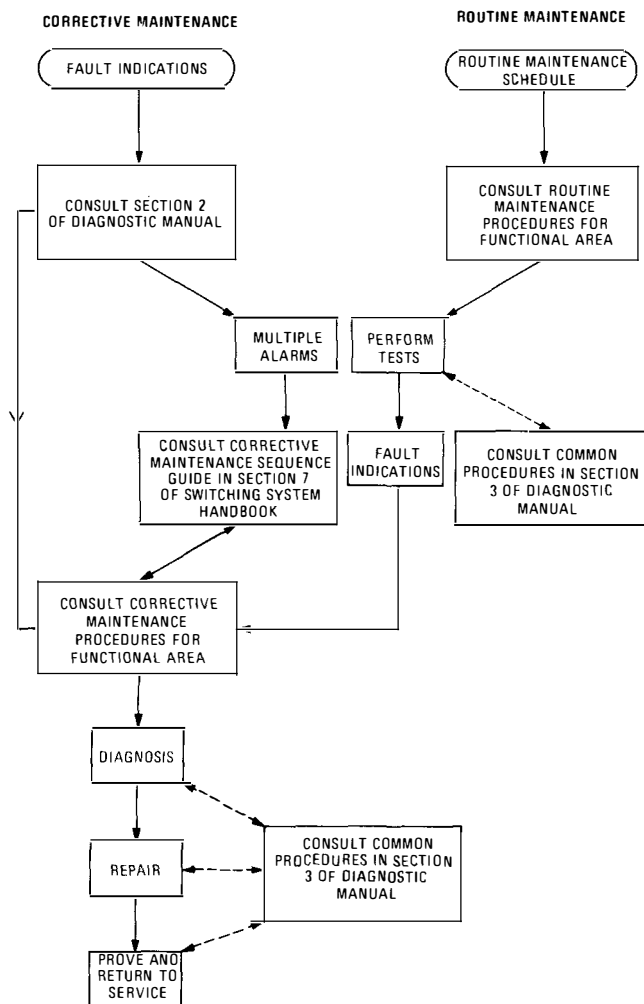 CORRECTIVE MAINTENANCE
ROUTINE MAINTENANCE
FAULT INDICATIONS
ROUTINE MAINTENANCE
SCHEDULE
CONSULT SECTION 2
OF DIAGNOSTIC MANUAL
CONSULT ROUTINE
MAINTENANCE
PROCEDURES FOR
FUNCTIONAL AREA
MULTIPLE
ALARMS
PERFORM
TESTS
CONSULT CORRECTIVE
MAINTENANCE SEQUENCE
GUIDE IN SECTION 7
OF SWITCHING SYSTEM
HANDBOOK
FAULT
INDICATIONS
CONSULT COMMON
PROCEDURES IN SECTION
3 OF DIAGNOSTIC
MANUAL
CONSULT CORRECTIVE
MAINTENANCE
PROCEDURES FOR
FUNCTIONAL AREA
DIAGNOSIS
REPAIR
CONSULT COMMON
PROCEDURES IN SECTION
3 OF DIAGNOSTIC
MANUAL
PROVE AND
RETURN TO
SERVICE